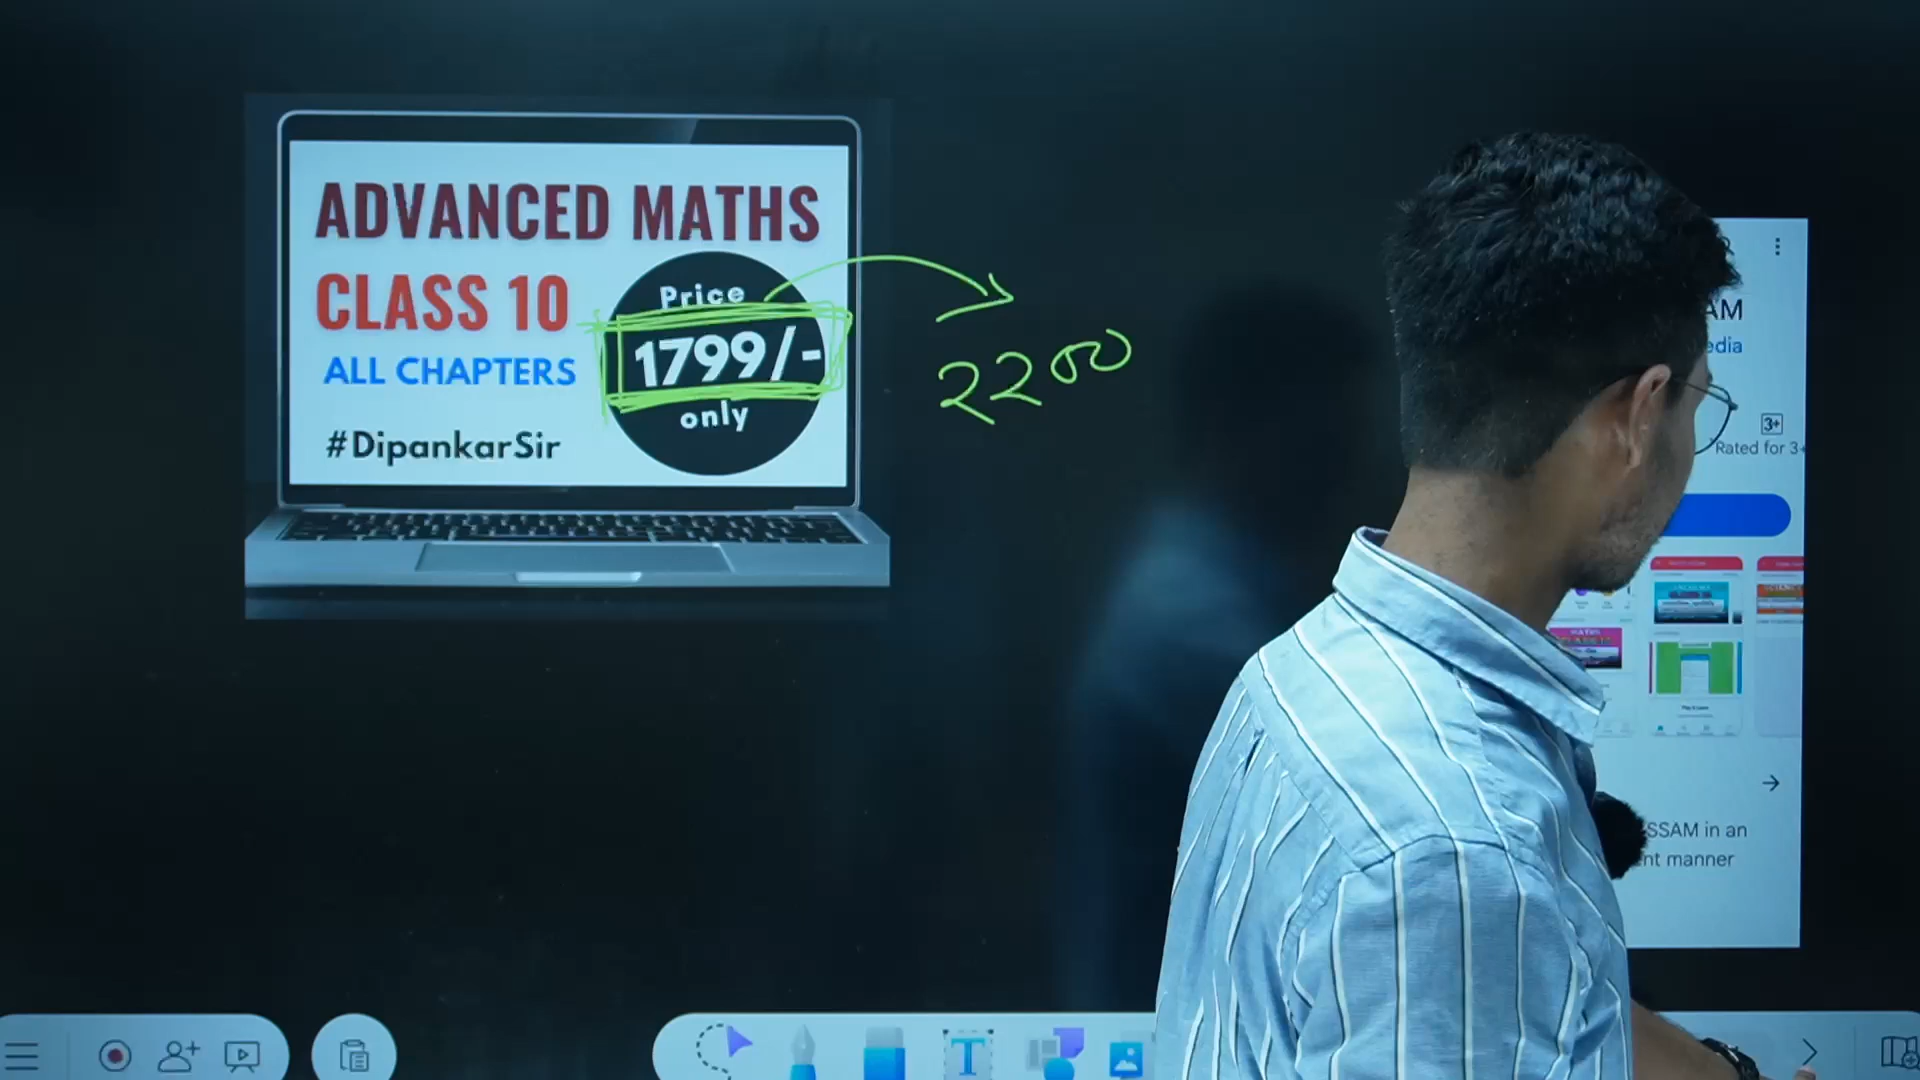 ADVANCED MATHS
CLASS 10
ALL CHAPTERS
#DipankarSir
Price
1799/-
only
2200
AM
edia
3+
Rated for 3+
SSAM in an
nt manner
T